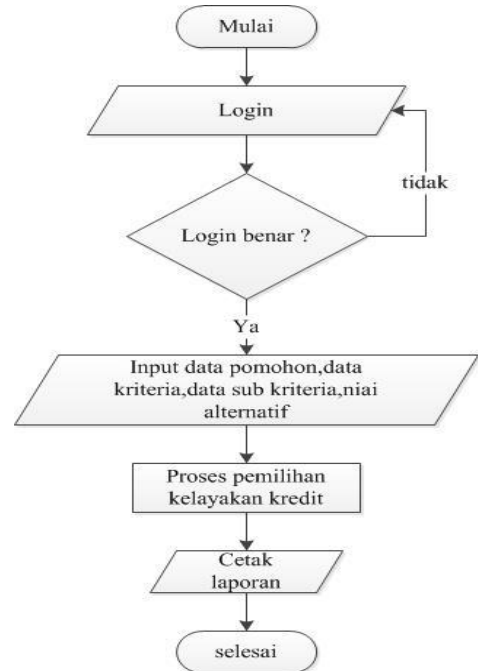 Mulai
Login
tidak
Login benar ?
Ya
Input data pomohon,data
kriteria,data sub kriteria,niai
alternatif
Proses pemilihan
kelayakan kredit
Cetak
laporan
selesai